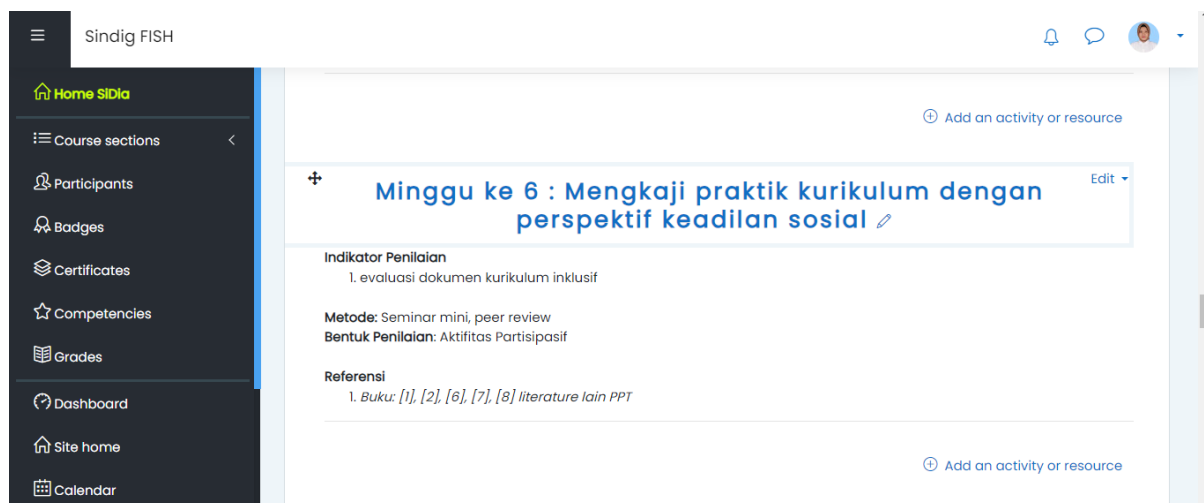 Sindig FISH
Home SiDia
Course sections
Participants
Badges
Certificates
Competencies
Grades
Dashboard
Site home
Calendar
Add an activity or resource
Minggu ke 6 : Mengkaji praktik kurikulum dengan
perspektif keadilan sosial
Edit
Indikator Penilaian
1. evaluasi dokumen kurikulum inklusif
Metode: Seminar mini, peer review
Bentuk Penilaian: Aktifitas Partisipasif
Referensi
1. Buku: [1], [2], [6], [7], [8] literature lain PPT
Add an activity or resource